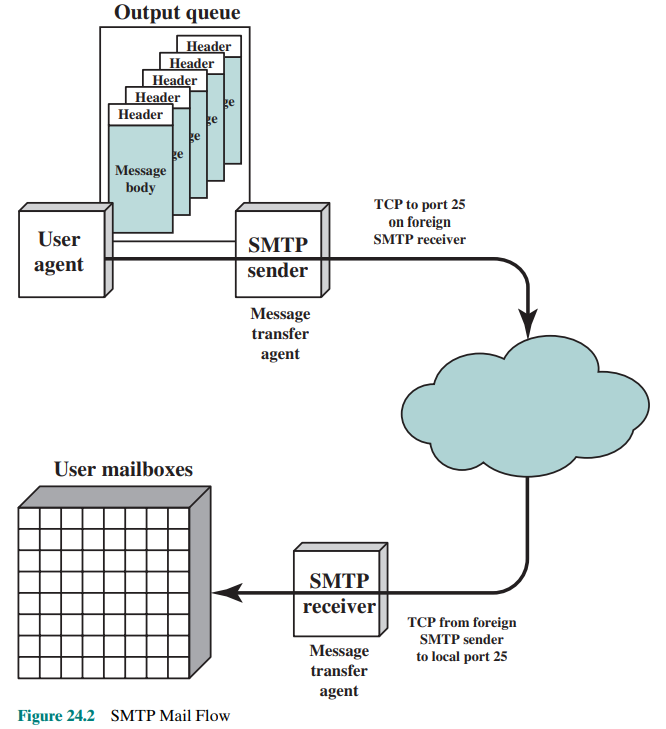 Output queue
Header
Header
Header
Header
Header
ge
ge
ge
ge
Message
body
User
agent
SMTP
sender
TCP to port 25
on foreign
SMTP receiver
Message
transfer
agent
User mailboxes
SMTP
receiver
TCP from foreign
SMTP sender
to local port 25
Message
transfer
agent
Figure 24.2 SMTP Mail Flow